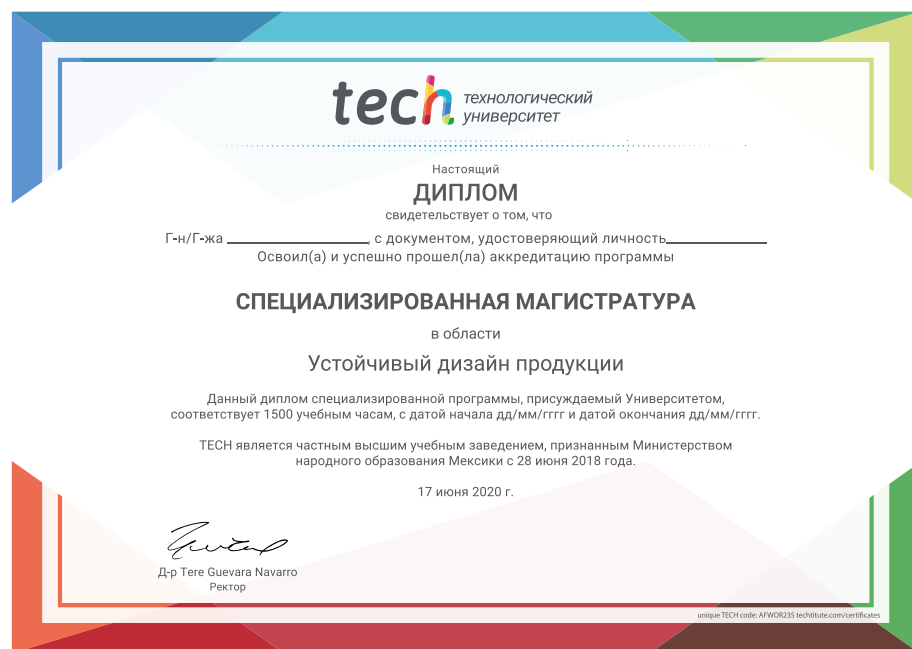 tech технологический
университет
Настоящий
ДИПЛОМ
свидетельствует о том, что
Г-н/Г-жа ____________________, с документом, удостоверяющий личность______________
Освоил(а) и успешно прошел(ла) аккредитацию программы
СПЕЦИАЛИЗИРОВАННАЯ МАГИСТРАТУРА
в области
Устойчивый дизайн продукции
Данный диплом специализированной программы, присуждаемый Университетом,
соответствует 1500 учебным часам, с датой начала дд/мм/гггг и датой окончания дд/мм/гггг.
TECH является частным высшим учебным заведением, признанным Министерством
народного образования Мексики с 28 июня 2018 года.
17 июня 2020 г.
Д-р Tere Guevara Navarro
Ректор
unique TECH code: AFWOR23S techtitute.com/certificates